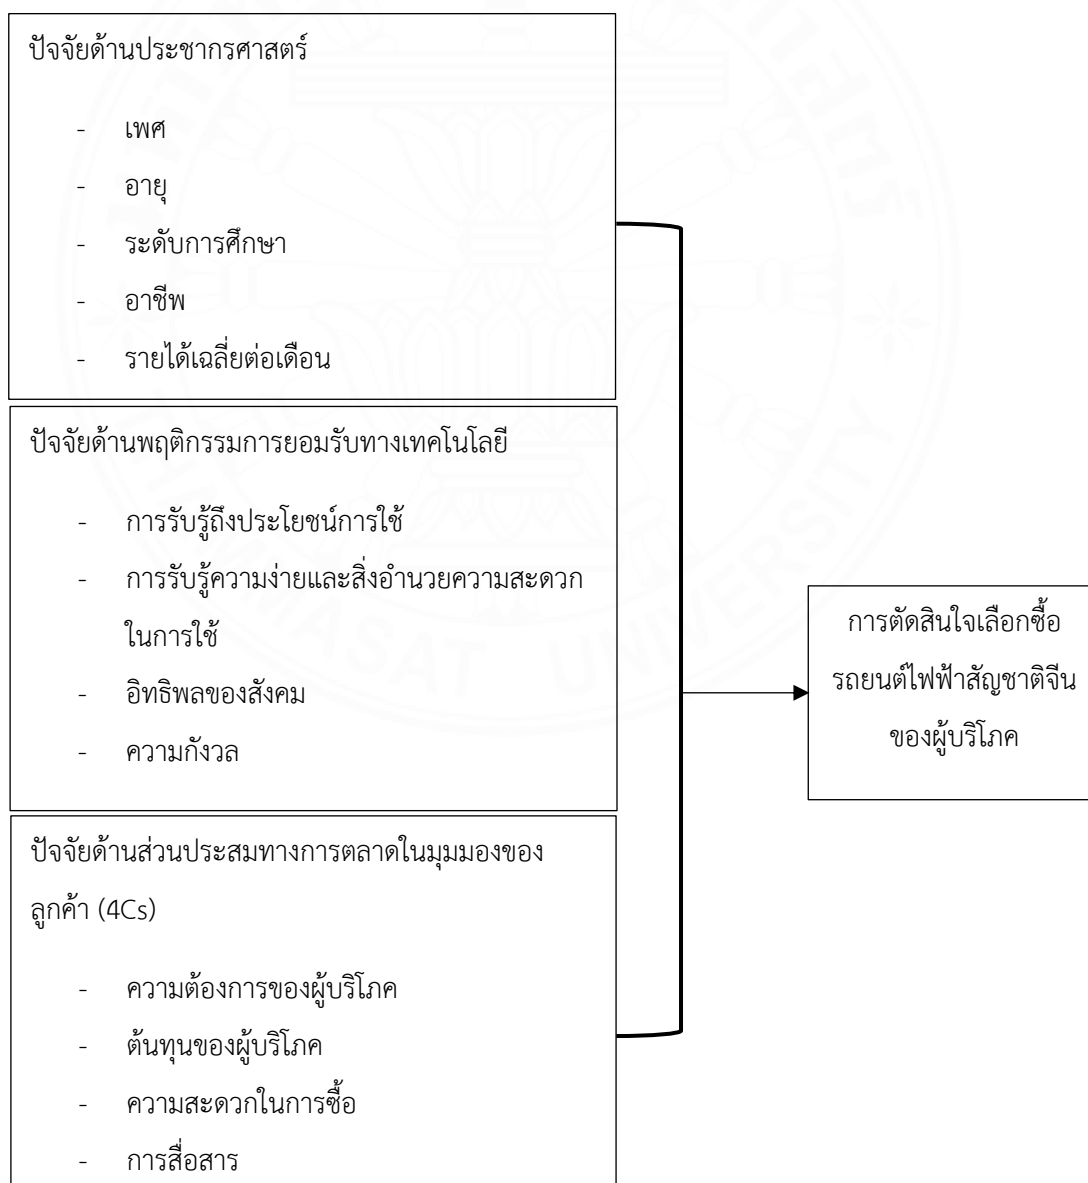 ปัจจัยด้านประชากรศาสตร์
- เพศ
- อายุ
- ระดับการศึกษา
- อาชีพ
- รายได้เฉลี่ยต่อเดือน
ปัจจัยด้านพฤติกรรมการยอมรับทางเทคโนโลยี
- การรับรู้ถึงประโยชน์การใช้
- การรับรู้ความง่ายและสิ่งอำนวยความสะดวก
ในการใช้
- อิทธิพลของสังคม
- ความกังวล
ปัจจัยด้านส่วนประสมทางการตลาดในมุมมองของ
ลูกค้า (4Cs)
- ความต้องการของผู้บริโภค
- ต้นทุนของผู้บริโภค
- ความสะดวกในการซื้อ
- การสื่อสาร
การตัดสินใจเลือกซื้อ
รถยนต์ไฟฟ้าสัญชาติจีน
ของผู้บริโภค
THAMMASAT UNIVERSITY